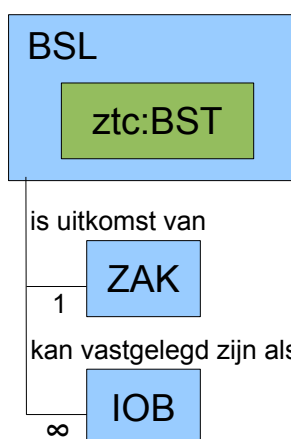 BSL
ztc:BST
is uitkomst van
ZAK
1
kan vastgelegd zijn als
IOB
∞